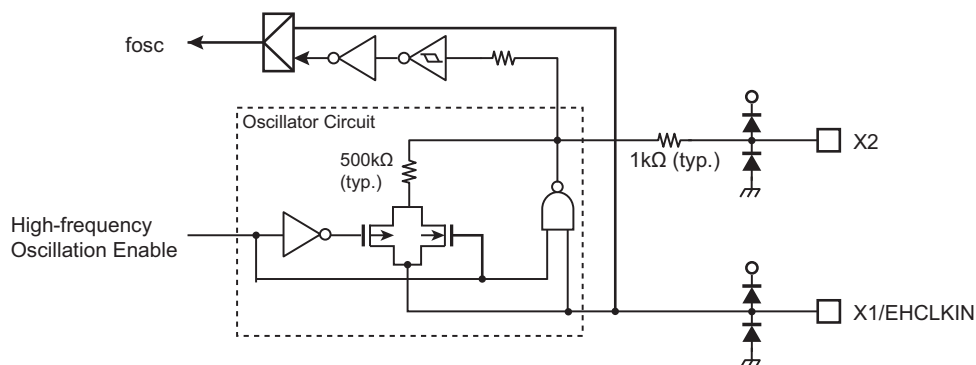 fosc
Oscillator Circuit
500kΩ
(typ.)
1kΩ (typ.)
X2
High-frequency
Oscillation Enable
X1/EHCLKIN